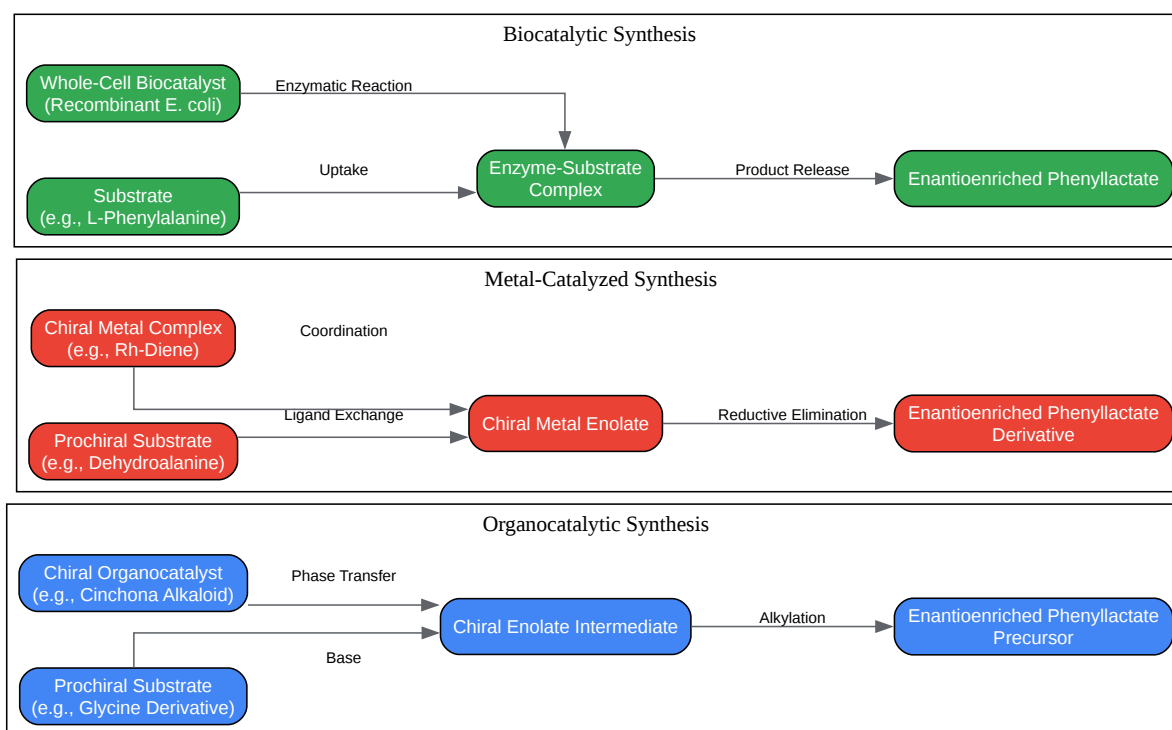 Biocatalytic Synthesis
Whole-Cell Biocatalyst
(Recombinant E. coli)
Enzymatic Reaction
Substrate
(e.g., L-Phenylalanine)
Uptake
Enzyme-Substrate
Complex
Product Release
Enantioenriched Phenyllactate
Metal-Catalyzed Synthesis
Chiral Metal Complex
(e.g., Rh-Diene)
Coordination
Prochiral Substrate
(e.g., Dehydroalanine)
Ligand Exchange
Chiral Metal Enolate
Reductive Elimination
Enantioenriched Phenyllactate
Derivative
Organocatalytic Synthesis
Chiral Organocatalyst
(e.g., Cinchona Alkaloid)
Phase Transfer
Prochiral Substrate
(e.g., Glycine Derivative)
Base
Chiral Enolate Intermediate
Alkylation
Enantioenriched Phenyllactate
Precursor